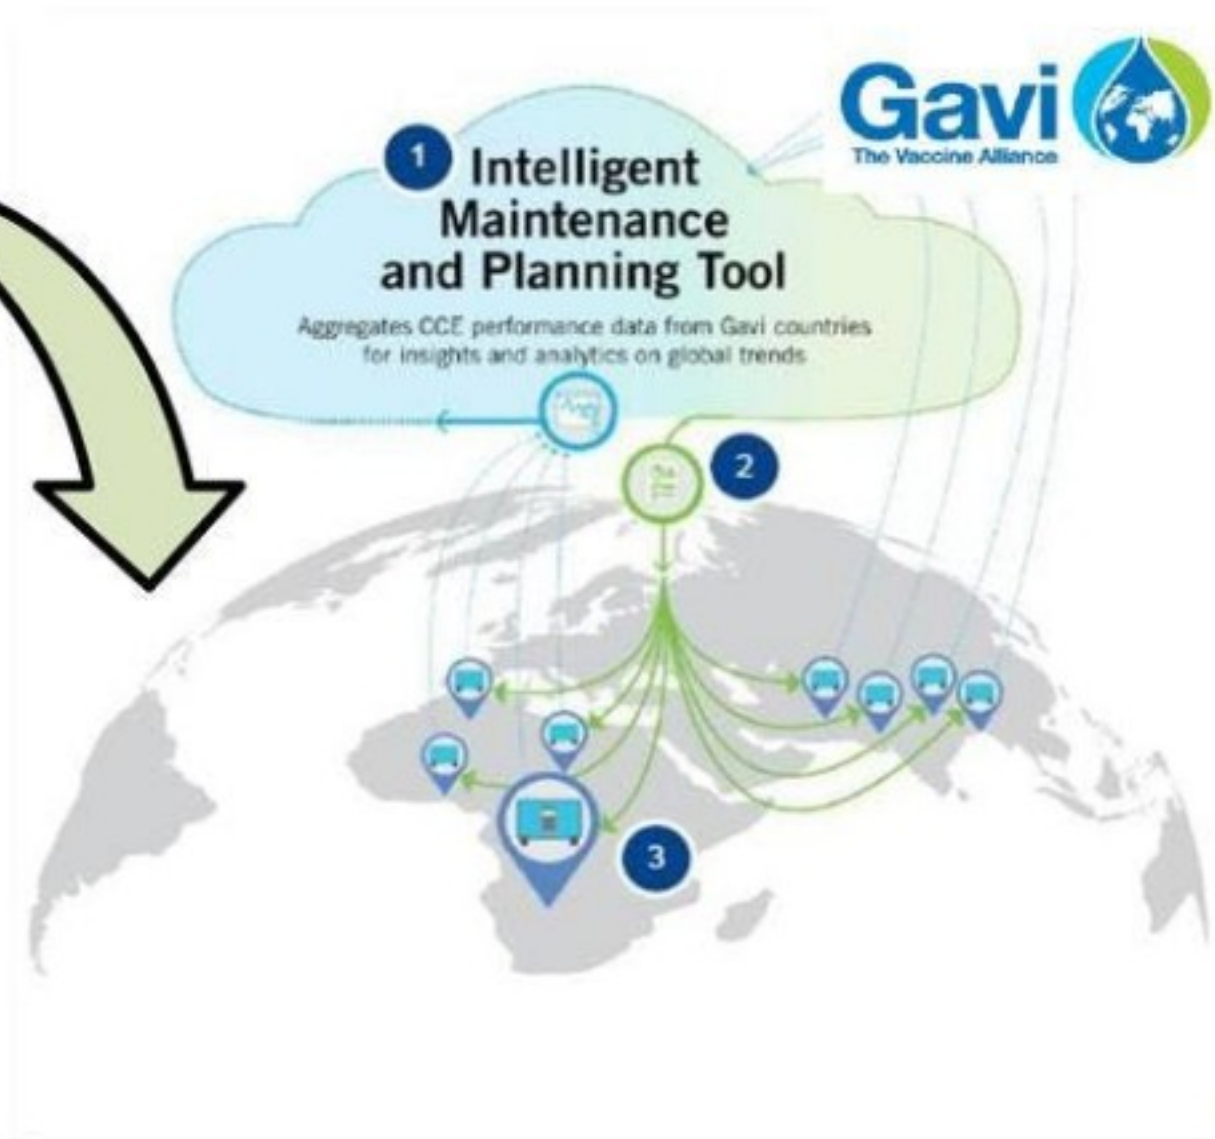 Gavi
The Vaccine Alliance
1
Intelligent
Maintenance
and Planning Tool
Aggregates CCE performance data from Gavi countries
for insights and analytics on global trends
2
3